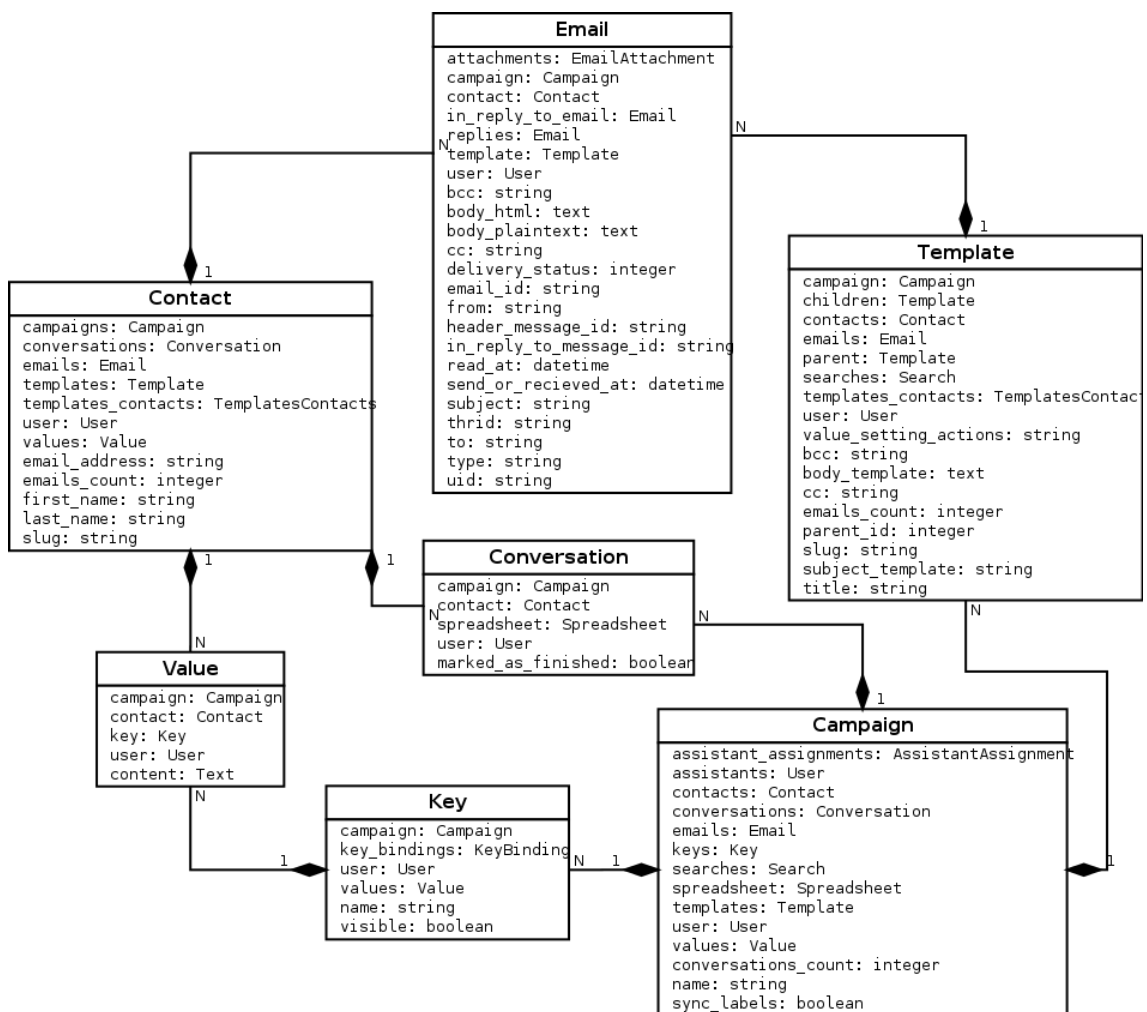 Email
attachments: EmailAttachment
campaign: Campaign
contact: Contact
in_reply_to_email: Email
replies: Email
template: Template
user: User
bcc: string
body_html: text
body_plaintext: text
cc: string
delivery_status: integer
email_id: string
from: string
header_message_id: string
in_reply_to_message_id: string
read_at: datetime
send_or_recieved_at: datetime
subject: string
thrid: string
to: string
type: string
uid: string
N
N
1
1
Template
campaign: Campaign
children: Template
contacts: Contact
emails: Email
parent: Template
searches: Search
templates_contacts: TemplatesContact
user: User
value_setting_actions: string
bcc: string
body_template: text
cc: string
emails_count: integer
parent_id: integer
slug: string
subject_template: string
title: string
N
Contact
campaigns: Campaign
conversations: Conversation
emails: Email
templates: Template
templates_contacts: TemplatesContacts
user: User
values: Value
email_address: string
emails_count: integer
first_name: string
last_name: string
slug: string
1
1
Conversation
campaign: Campaign
contact: Contact
spreadsheet: Spreadsheet
user: User
marked_as_finished: boolean
N
N
1
N
Value
campaign: Campaign
contact: Contact
key: Key
user: User
content: Text
N
1
Key
campaign: Campaign
key_bindings: KeyBinding
user: User
values: Value
name: string
visible: boolean
N
1
1
Campaign
assistant_assignments: AssistantAssignment
assistants: User
contacts: Contact
conversations: Conversation
emails: Email
keys: Key
searches: Search
spreadsheet: Spreadsheet
templates: Template
user: User
values: Value
conversations_count: integer
name: string
sync_labels: boolean